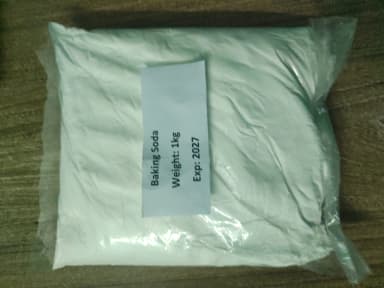 Baking Soda
Weight: 1kg
Exp: 2027